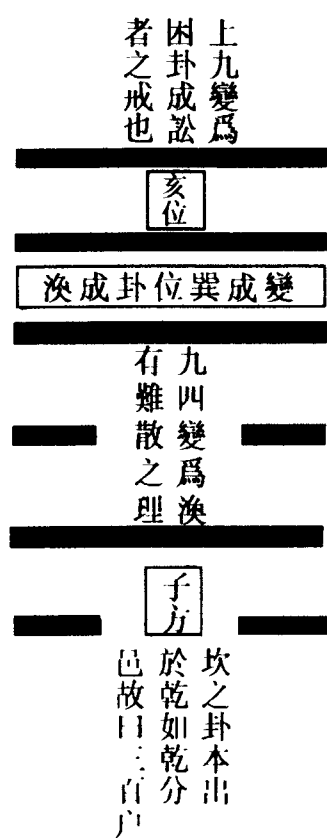 上九變爲
困卦成訟
者之戒也
亥位
變成巽位卦成渙
九四變爲渙
有難散之理
子方
坎之卦本出
於乾如乾分
邑故曰三百户